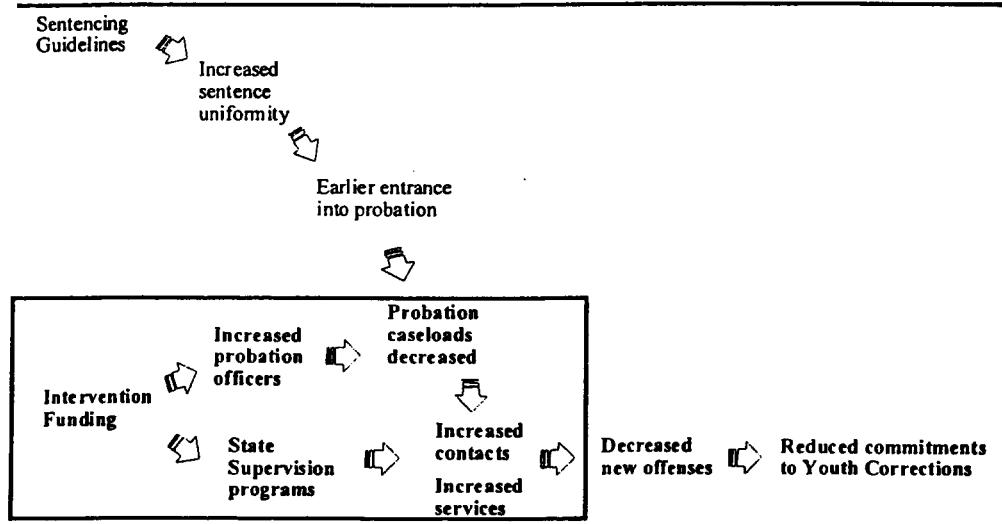 Sentencing
Guidelines
Increased
sentence
uniformity
Earlier entrance
into probation
Probation
caseloads
decreased
Increased
probation
officers
Intervention
Funding
State
Supervision
programs
Increased
contacts
Increased
services
Decreased
new offenses
Reduced commitments
to Youth Corrections